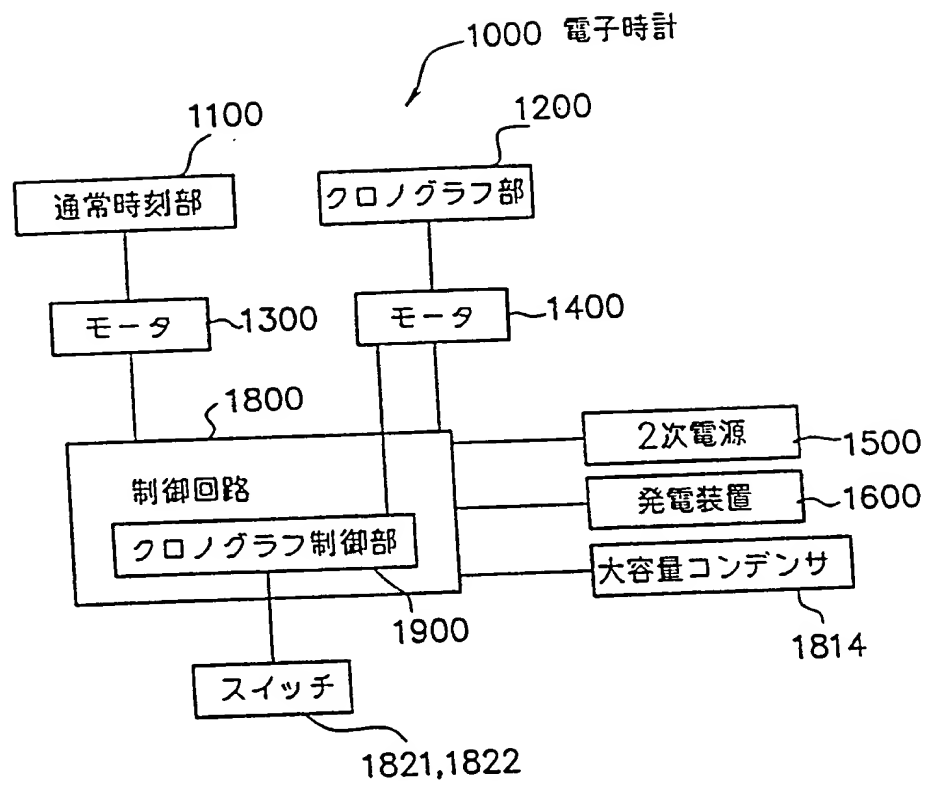 1000 電子時計
1100
1200
通常時刻部
クロノグラフ部
モータ
1300
モータ
1400
1800
2次電源
1500
制御回路
発電装置
1600
クロノグラフ制御部
大容量コンデンサ
1900
1814
スイッチ
1821,1822